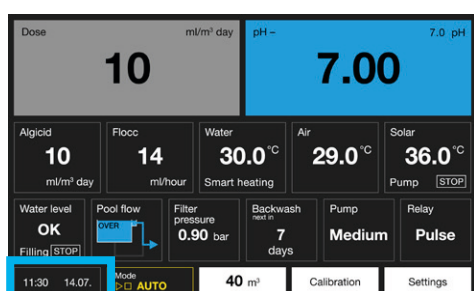 Dose ml/m³ day pH – 7.0 pH
10 7.00
Algicid Flocc Water Air Solar
10 14 30.0°C 29.0°C 36.0°C
ml/m³ day ml/hour Smart heating Pump STOP
Water level Pool flow Filter pressure Backwash next in Pump Relay
OK OVER 0.90 bar 7 days Medium Pulse
Filling STOP
11:30 14.07. Mode AUTO 40 m³ Calibration Settings